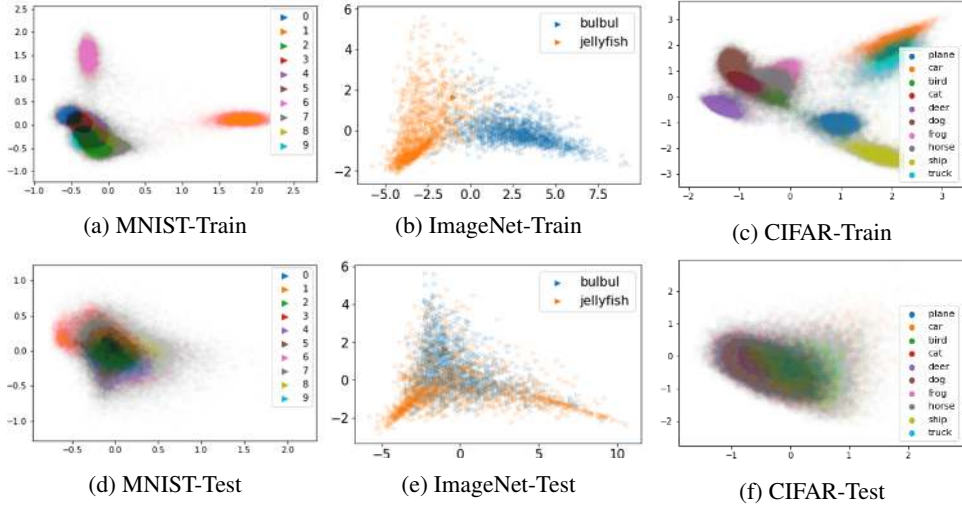 2.5
2.0
1.5
1.0
0.5
0.0
-0.5
-1.0
-1.0 -0.5 0.0 0.5 1.0 1.5 2.0 2.5
0
1
2
3
4
5
6
7
8
9
(a) MNIST-Train
6
4
2
0
-2
-5.0 -2.5 0.0 2.5 5.0 7.5
bulbul
jellyfish
(b) ImageNet-Train
3
2
1
0
-1
-2
-3
-2 -1 0 1 2
plane
car
bird
cat
deer
dog
frog
horse
ship
truck
(c) CIFAR-Train
1.0
0.5
0.0
-0.5
-1.0
-0.5 0.0 0.5 1.0 1.5 2.0
0
1
2
3
4
5
6
7
8
9
(d) MNIST-Test
6
4
2
0
-2
-5 0 5 10
bulbul
jellyfish
(e) ImageNet-Test
2
1
0
-1
-2
-1 0 1 2
plane
car
bird
cat
deer
dog
frog
horse
ship
truck
(f) CIFAR-Test